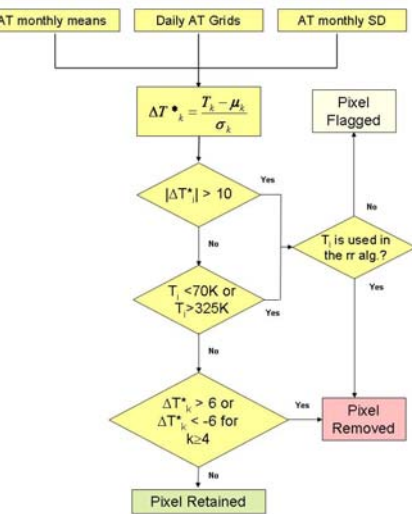 AT monthly means
Daily AT Grids
AT monthly SD
ΔT*k = Tk − μk / σk
Pixel
Flagged
Yes
|ΔT*i| > 10
No
No
Ti is used in
the rr alg.?
Ti <70K or
Ti>325K
Yes
Yes
No
ΔT*k > 6 or
ΔT*k < -6 for
k≥4
Yes
Pixel
Removed
No
Pixel Retained